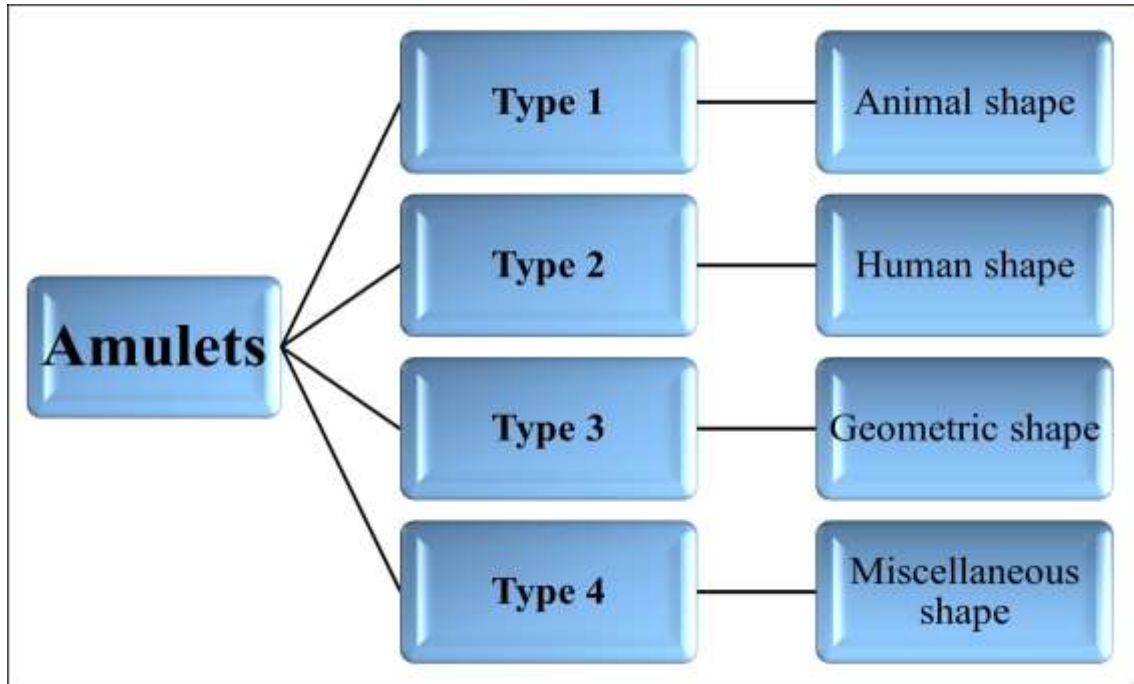 Amulets
Type 1
Animal shape
Type 2
Human shape
Type 3
Geometric shape
Type 4
Miscellaneous
shape